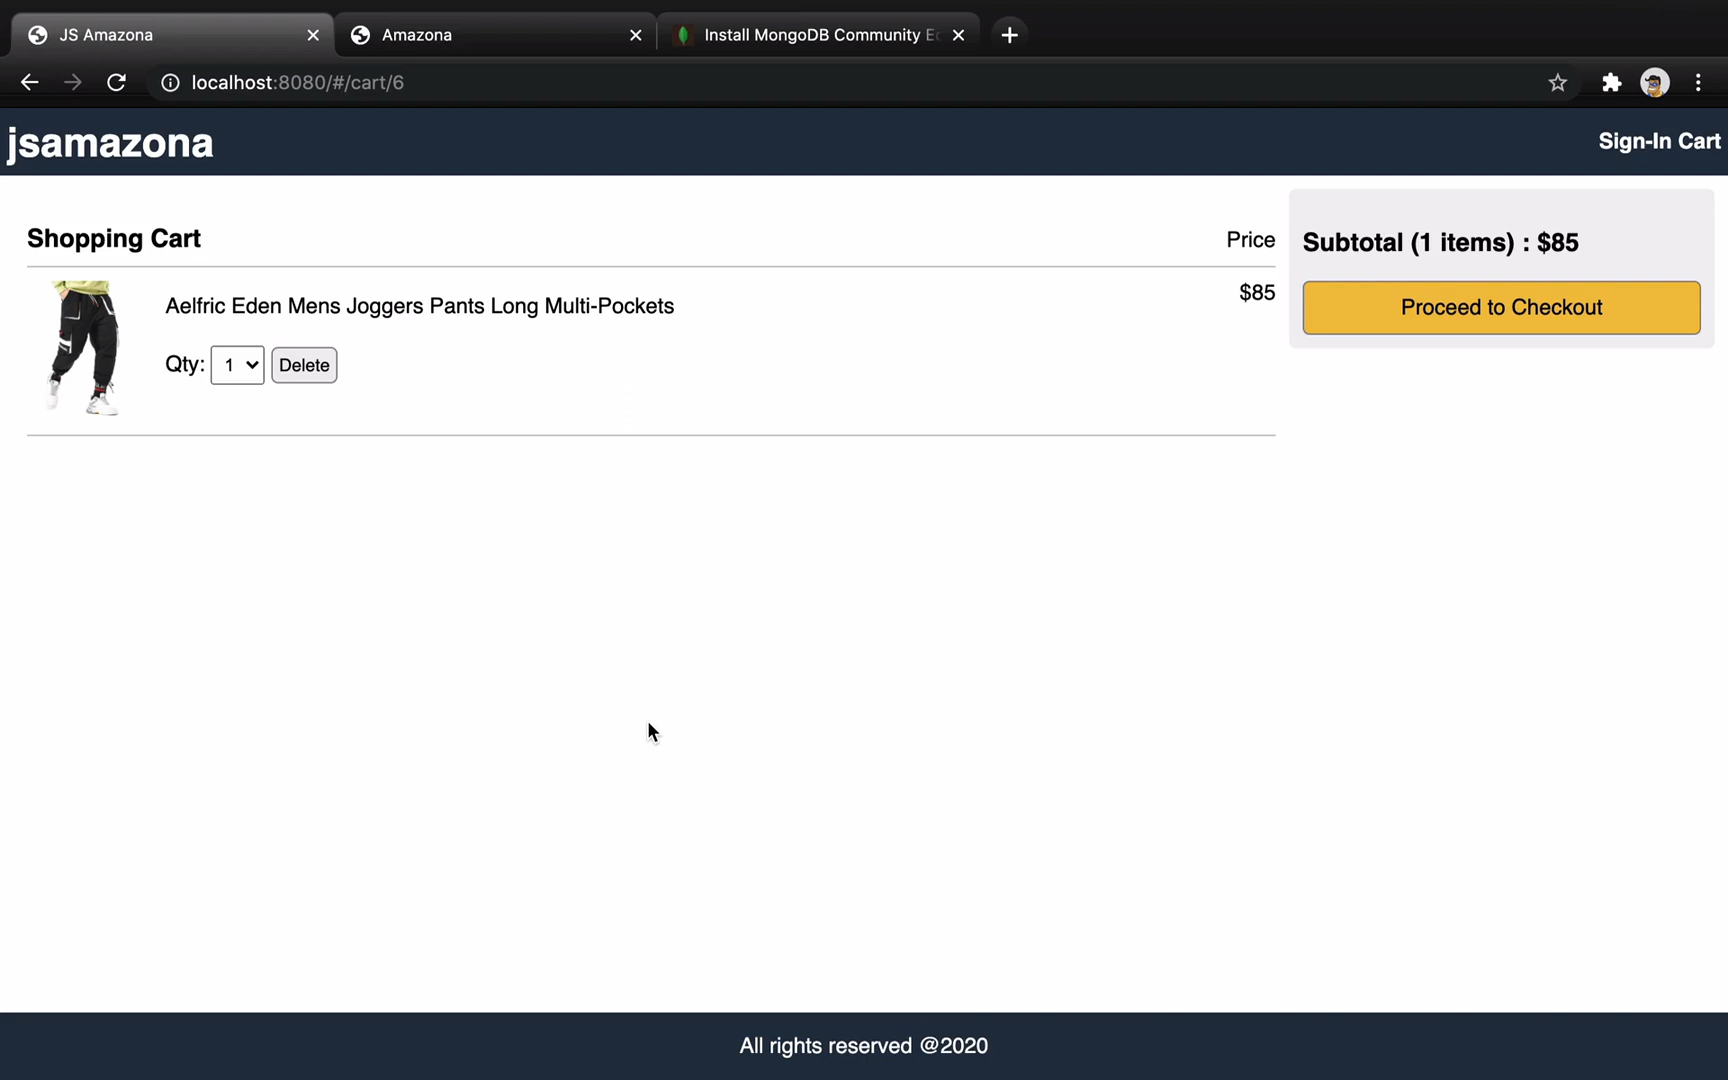 JS Amazona
Amazona
Install MongoDB Community E
localhost:8080/#/cart/6
jsamazona
Sign-In Cart
Shopping Cart
Price
Subtotal (1 items) : $85
Aelfric Eden Mens Joggers Pants Long Multi-Pockets
$85
Proceed to Checkout
Qty: 1 Delete
All rights reserved @2020